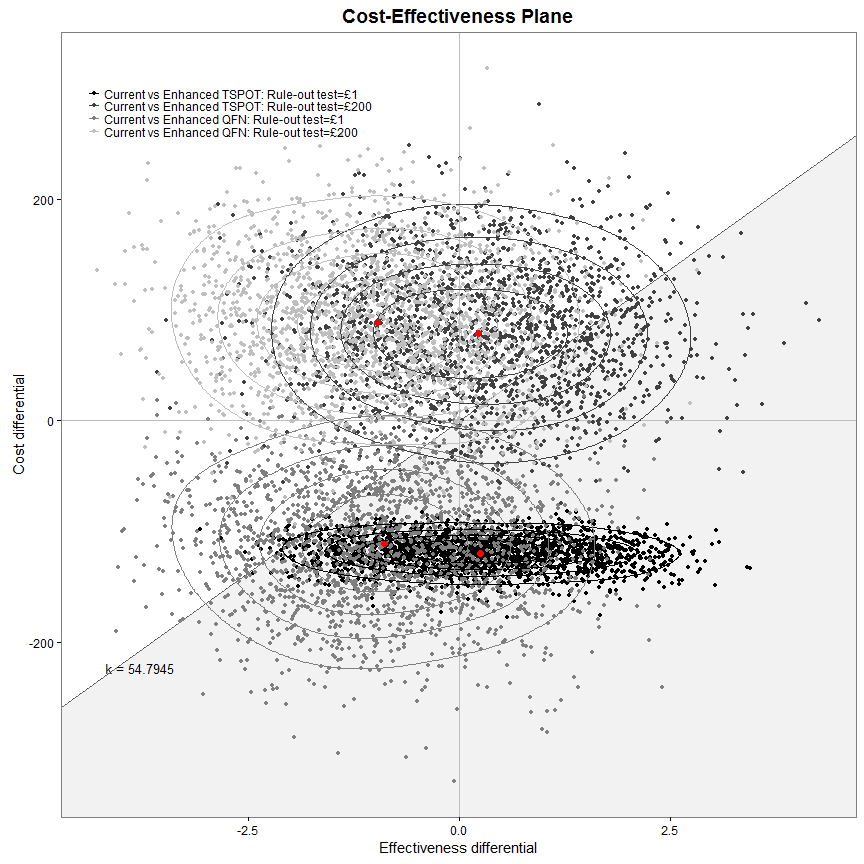 Cost-Effectiveness Plane
Current vs Enhanced TSPOT: Rule-out test=£1
Current vs Enhanced TSPOT: Rule-out test=£200
Current vs Enhanced QFN: Rule-out test=£1
Current vs Enhanced QFN: Rule-out test=£200
200
0
-200
Cost differential
k = 54.7945
-2.5 0.0 2.5
Effectiveness differential